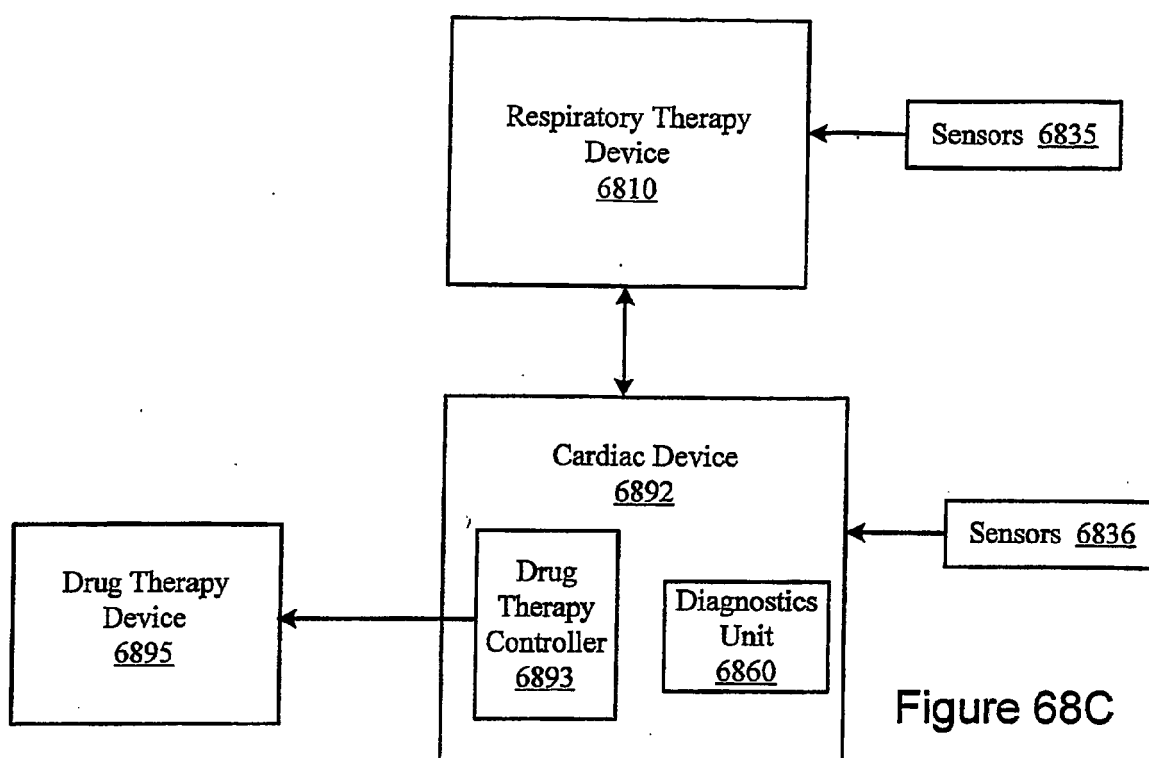 Respiratory Therapy
Device
6810
Sensors 6835
Cardiac Device
6892
Sensors 6836
Drug Therapy
Device
6895
Drug
Therapy
Controller
6893
Diagnostics
Unit
6860
Figure 68C